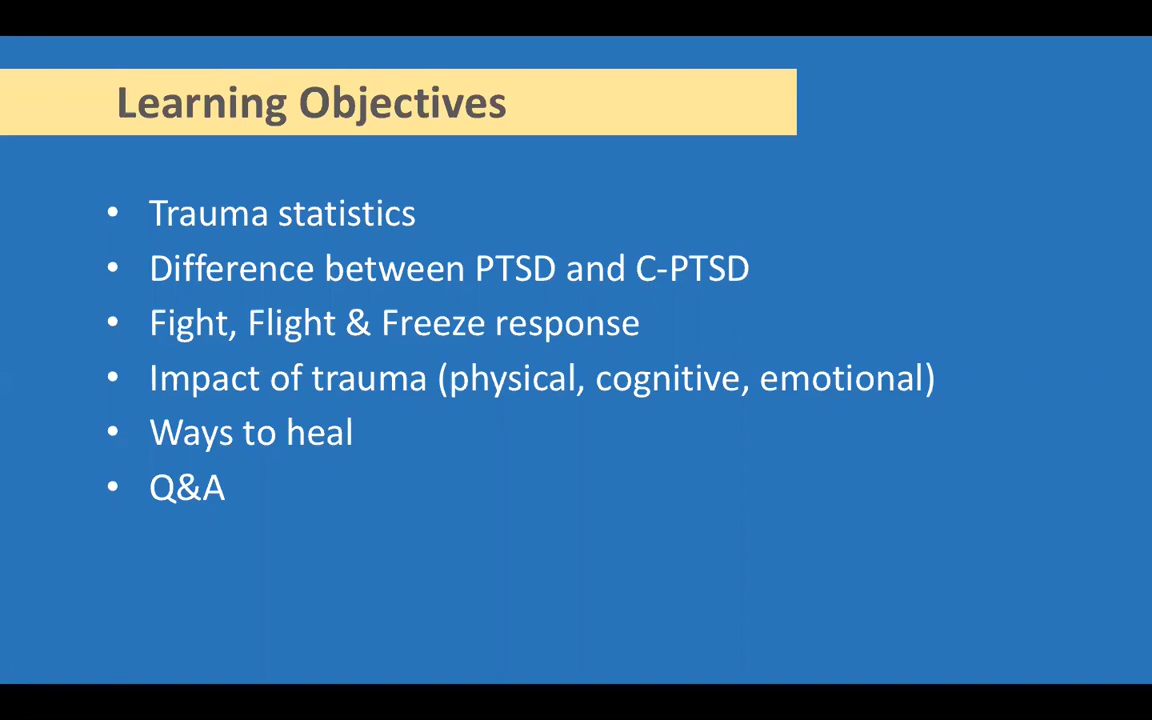 Learning Objectives
• Trauma statistics
• Difference between PTSD and C-PTSD
• Fight, Flight & Freeze response
• Impact of trauma (physical, cognitive, emotional)
• Ways to heal
• Q&A